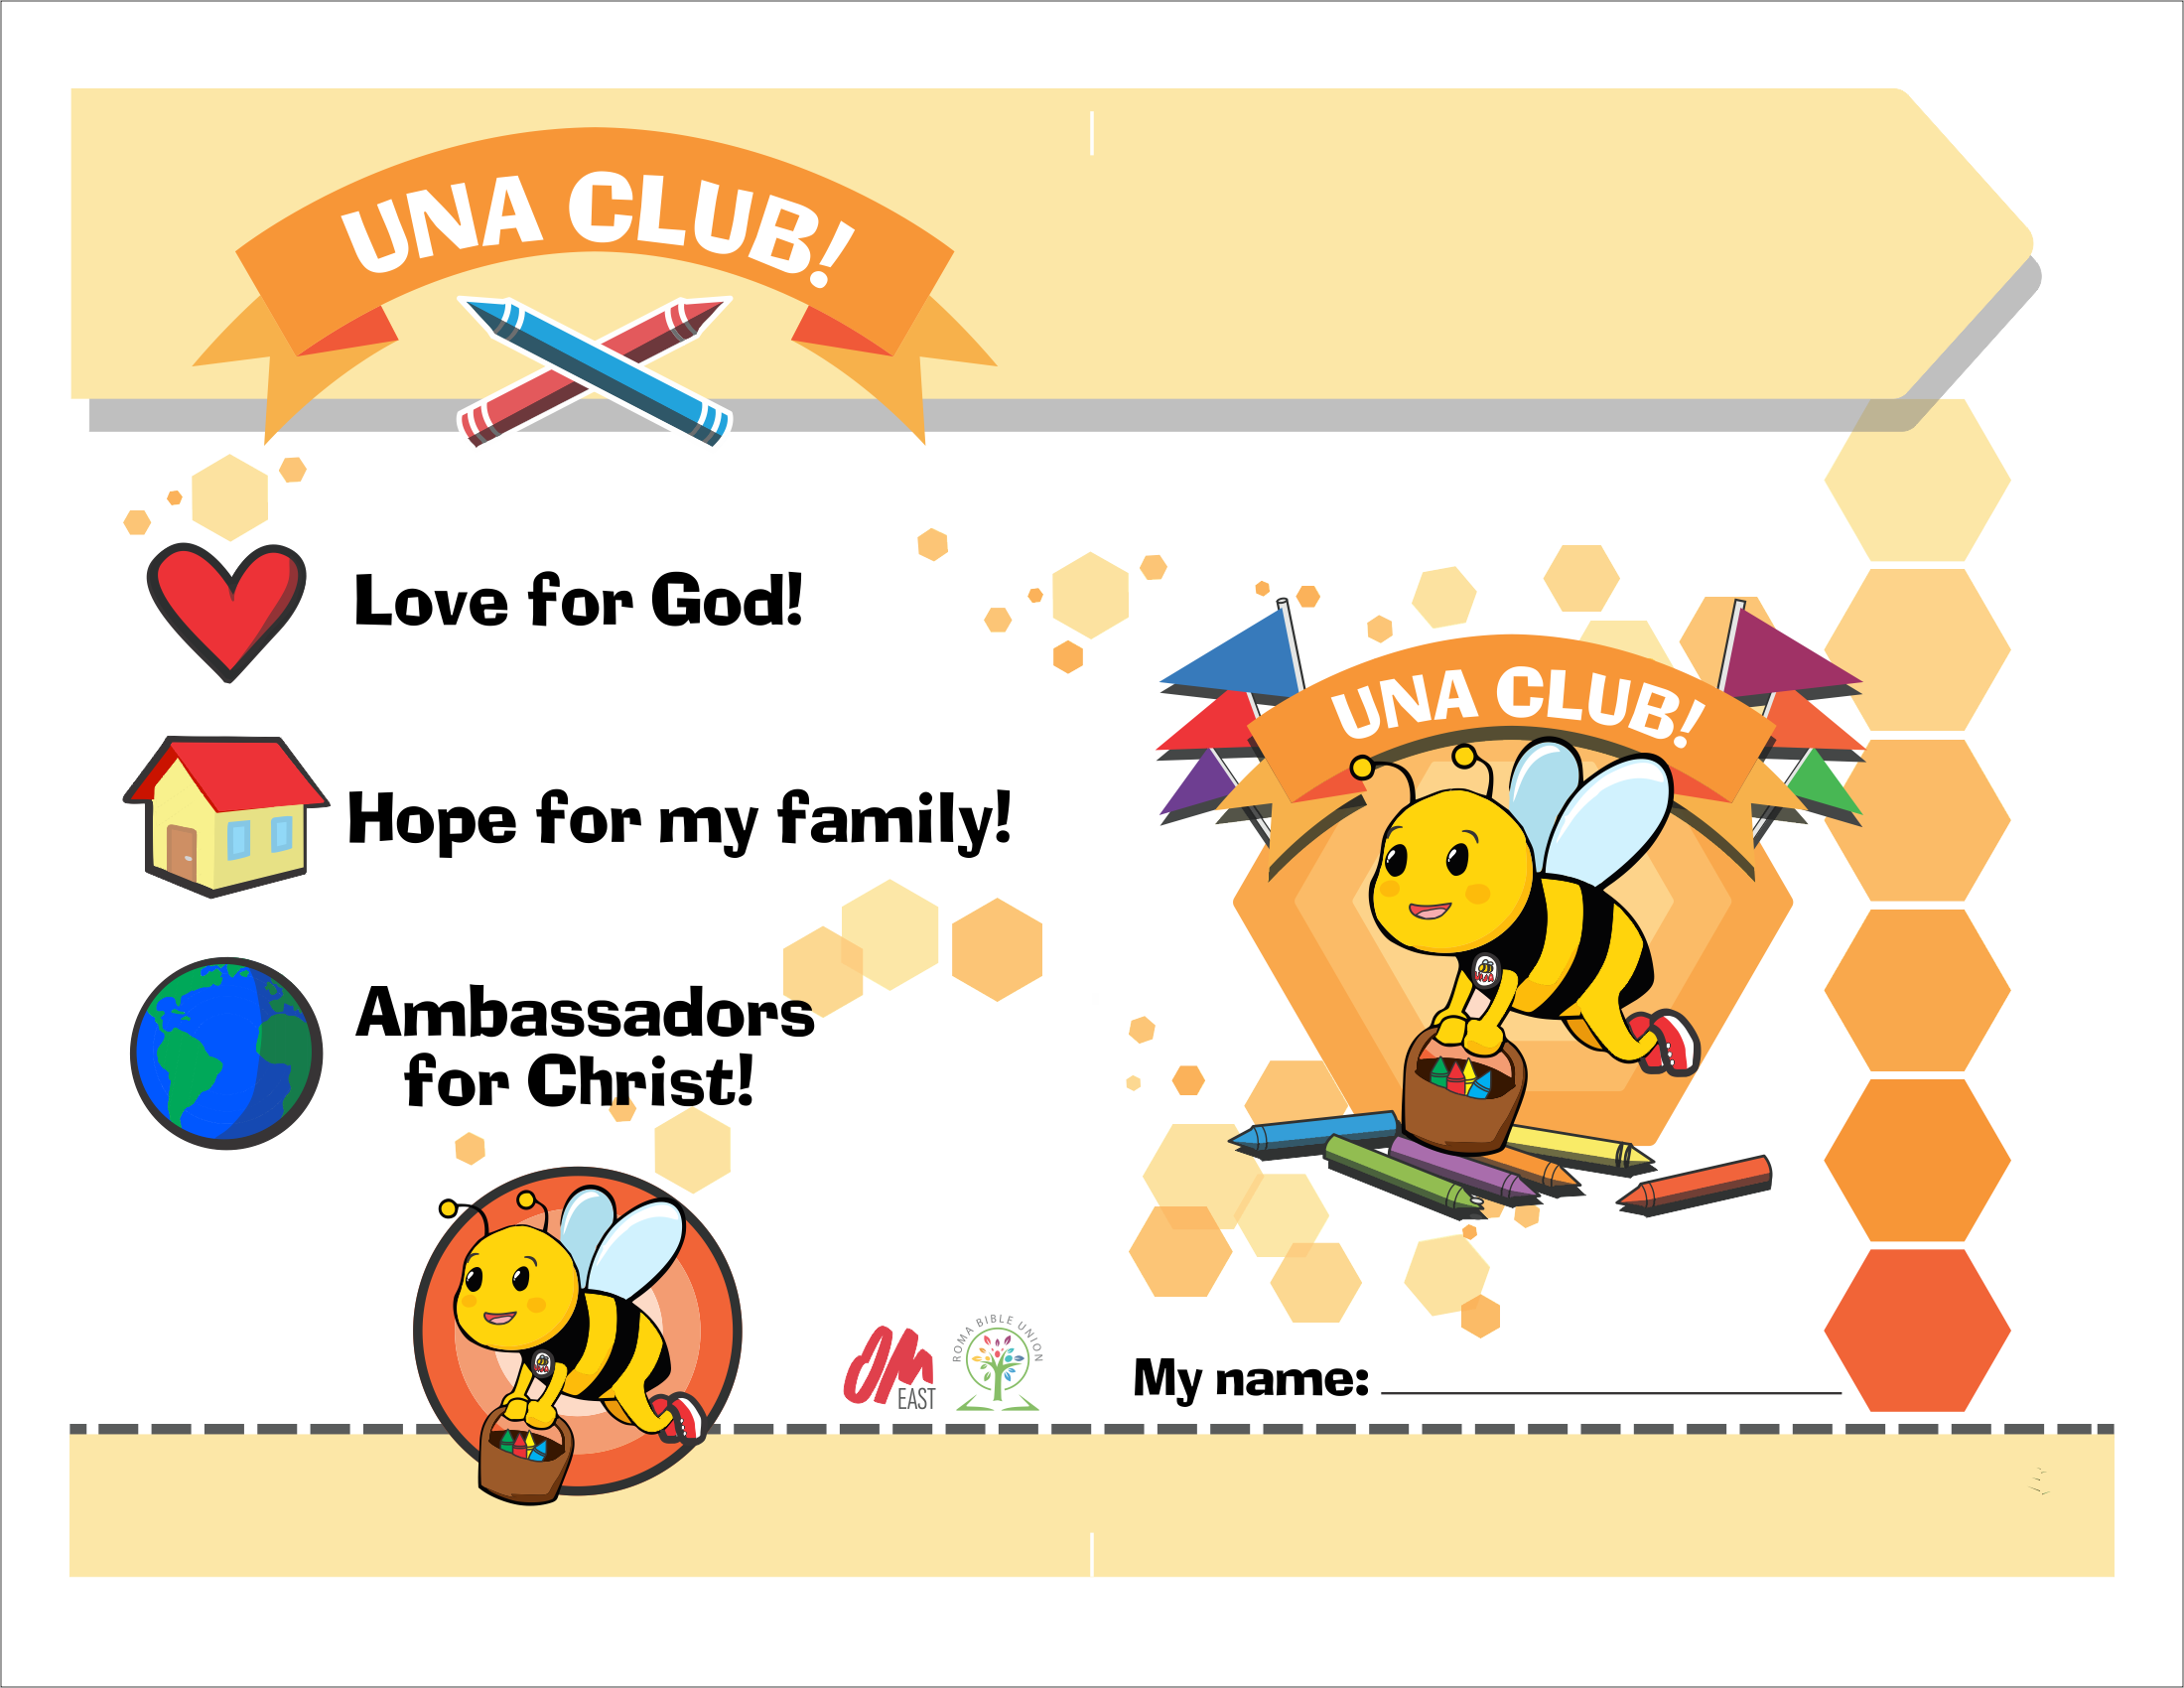 UNA CLUB!
Love for God!
Hope for my family!
Ambassadors
for Christ!
OM
EAST
ROMA BIBLE UNION
UNA CLUB!
My name: